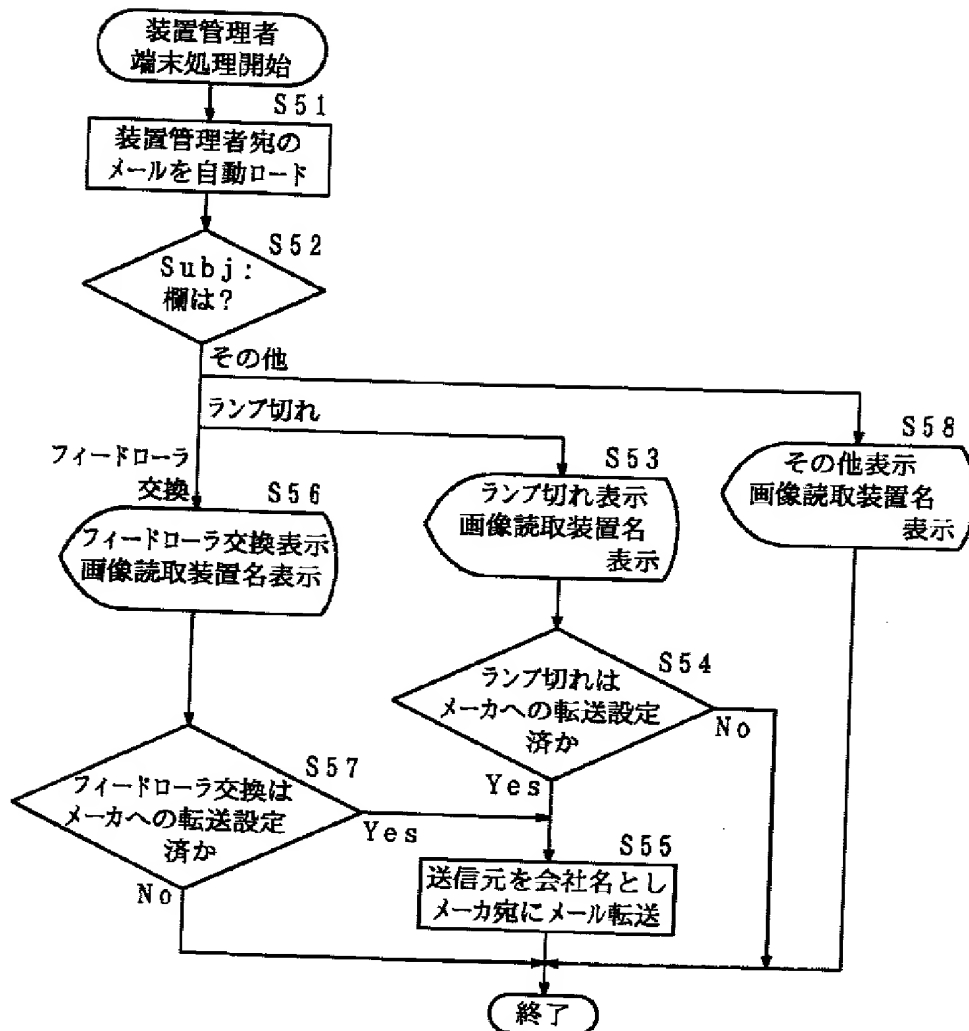 装置管理者
端末処理開始
S51
装置管理者宛の
メールを自動ロード
S52
Subj:
欄は?
その他
ランプ切れ
フィードローラ
交換
S58
その他表示
画像読取装置名
表示
S53
ランプ切れ表示
画像読取装置名
表示
S56
フィードローラ交換表示
画像読取装置名表示
S54
ランプ切れは
メーカへの転送設定
済か
No
Yes
S57
フィードローラ交換は
メーカへの転送設定
済か
Yes
No
S55
送信元を会社名とし
メーカ宛にメール転送
終了